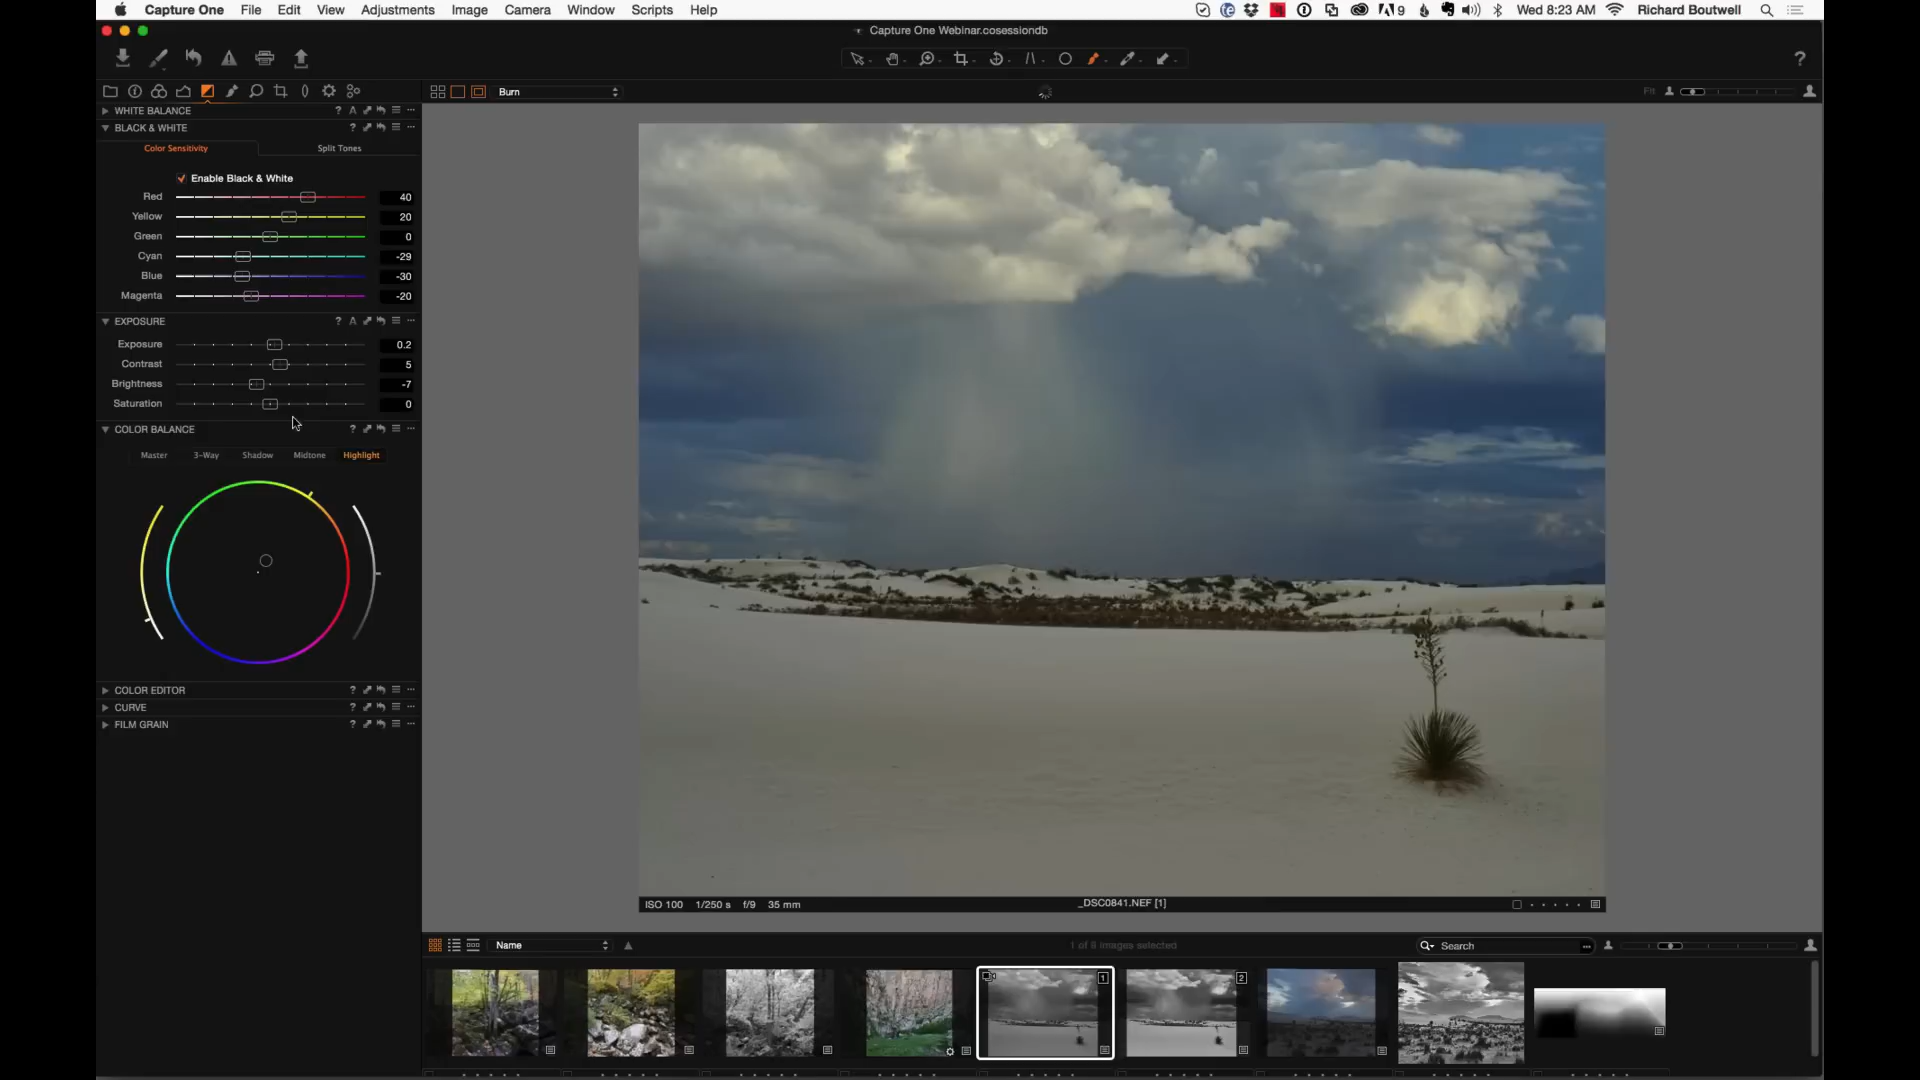 Capture One File Edit View Adjustments Image Camera Window Scripts Help 9 Wed 8:23 AM Richard Boutwell
Capture One Webinar.cosessiondb
Burn
Fit
WHITE BALANCE
BLACK & WHITE
Color Sensitivity Split Tones
Enable Black & White
Red 40
Yellow 20
Green 0
Cyan -29
Blue -30
Magenta -20
EXPOSURE
Exposure 0.2
Contrast 5
Brightness -7
Saturation 0
COLOR BALANCE
Master 3-Way Shadow Midtone Highlight
COLOR EDITOR
CURVE
FILM GRAIN
ISO 100 1/250 s f/9 35 mm _DSC0841.NEF [1]
Name 1 of 8 images selected Search
1 2